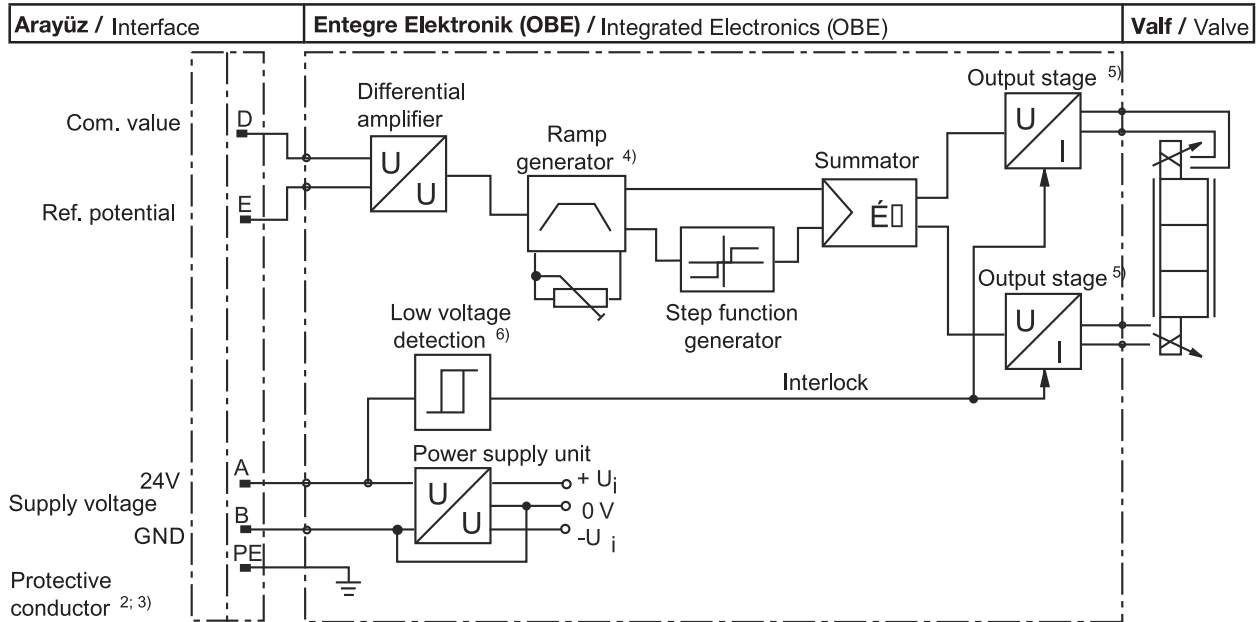 Arayüz / Interface
Entegre Elektronik (OBE) / Integrated Electronics (OBE)
Valf / Valve
Com. value
D
Ref. potential
E
Differential
amplifier
U
U
Ramp
generator 4)
Step function
generator
Summator
É▯
Output stage 5)
U
I
Output stage 5)
U
I
Low voltage
detection 6)
Interlock
Power supply unit
U
U
+ Ui
0 V
-U i
24V
A
Supply voltage
GND
B
PE
Protective
conductor 2; 3)